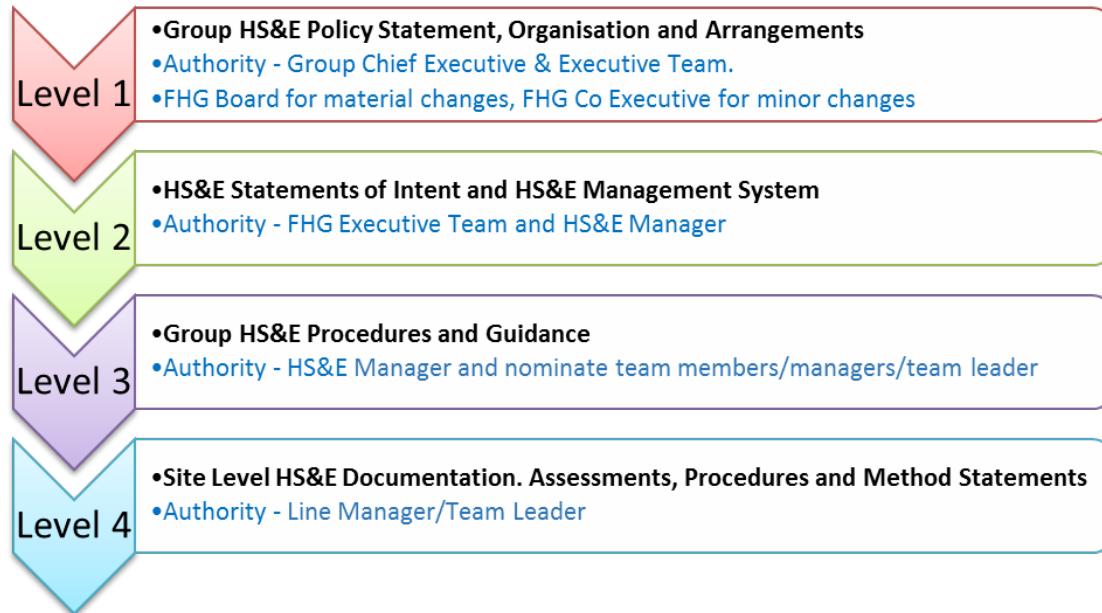 Level 1
•Group HS&E Policy Statement, Organisation and Arrangements
•Authority - Group Chief Executive & Executive Team.
•FHG Board for material changes, FHG Co Executive for minor changes
Level 2
•HS&E Statements of Intent and HS&E Management System
•Authority - FHG Executive Team and HS&E Manager
Level 3
•Group HS&E Procedures and Guidance
•Authority - HS&E Manager and nominate team members/managers/team leader
Level 4
•Site Level HS&E Documentation. Assessments, Procedures and Method Statements
•Authority - Line Manager/Team Leader